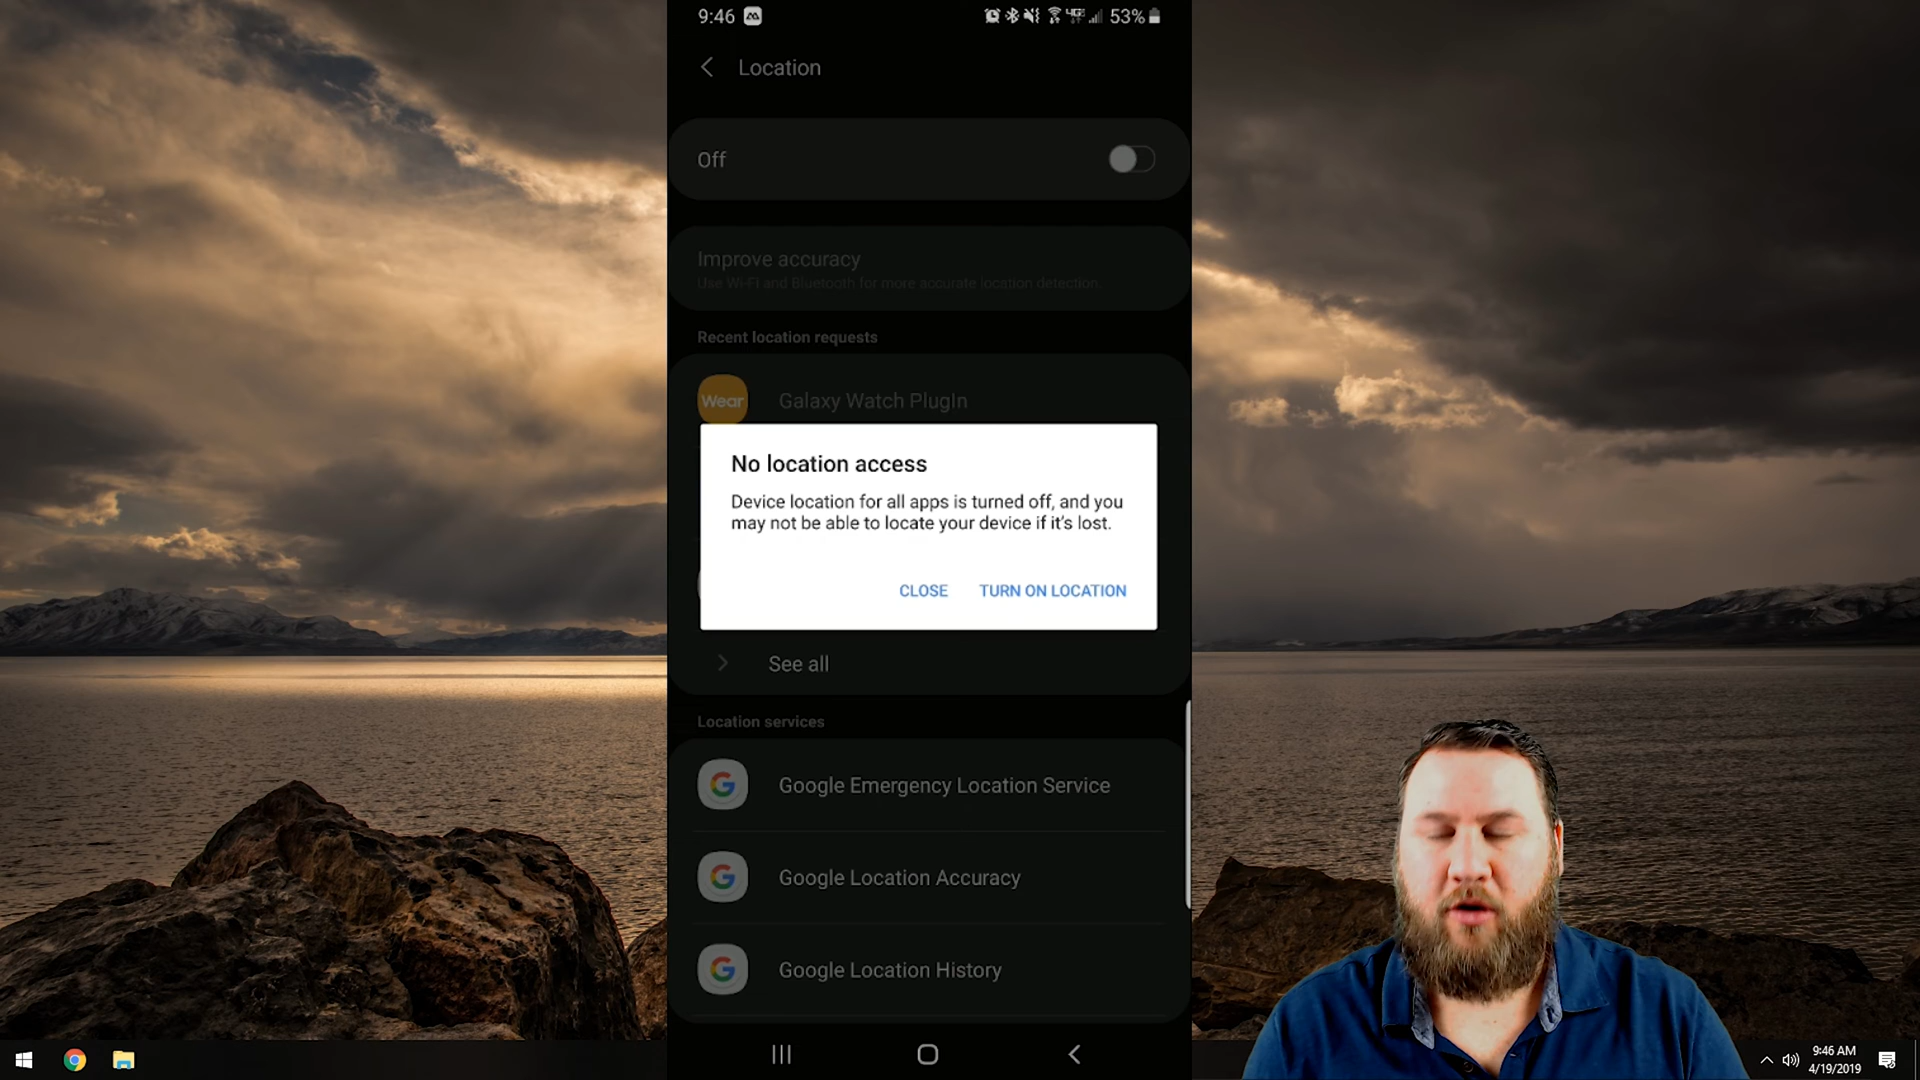 9:46
4G
53%
Location
Off
Improve accuracy
Use Wi-Fi and Bluetooth for more accurate location detection.
Recent location requests
Wear
Galaxy Watch PlugIn
No location access
Device location for all apps is turned off, and you
may not be able to locate your device if it's lost.
CLOSE
TURN ON LOCATION
See all
Location services
G
Google Emergency Location Service
G
Google Location Accuracy
G
Google Location History
9:46 AM
4/19/2019